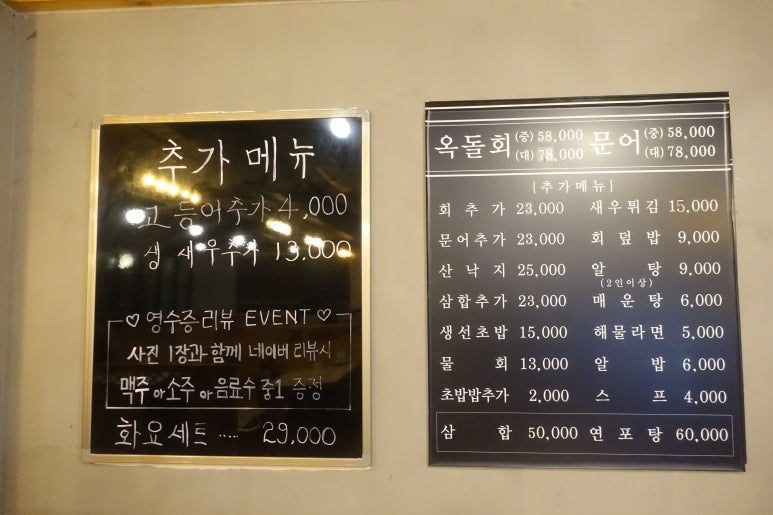 추가메뉴
고등어추가 4,000
생새우추가 13,000
♡ 영수증리뷰 EVENT ♡
사진 1장과 함께 네이버 리뷰시
맥주 or 소주 or 음료수 중1 증정
화요세트 ..... 29,000
옥돌회 (중) 58,000 문어 (중) 58,000
(대) 78,000 (대) 78,000
[추가메뉴]
회추가 23,000 새우튀김 15,000
문어추가 23,000 회덮밥 9,000
산낙지 25,000 알탕 9,000
(2인이상)
삼합추가 23,000 매운탕 6,000
생선초밥 15,000 해물라면 5,000
물회 13,000 알밥 6,000
초밥밥추가 2,000 스프 4,000
삼합 50,000 연포탕 60,000